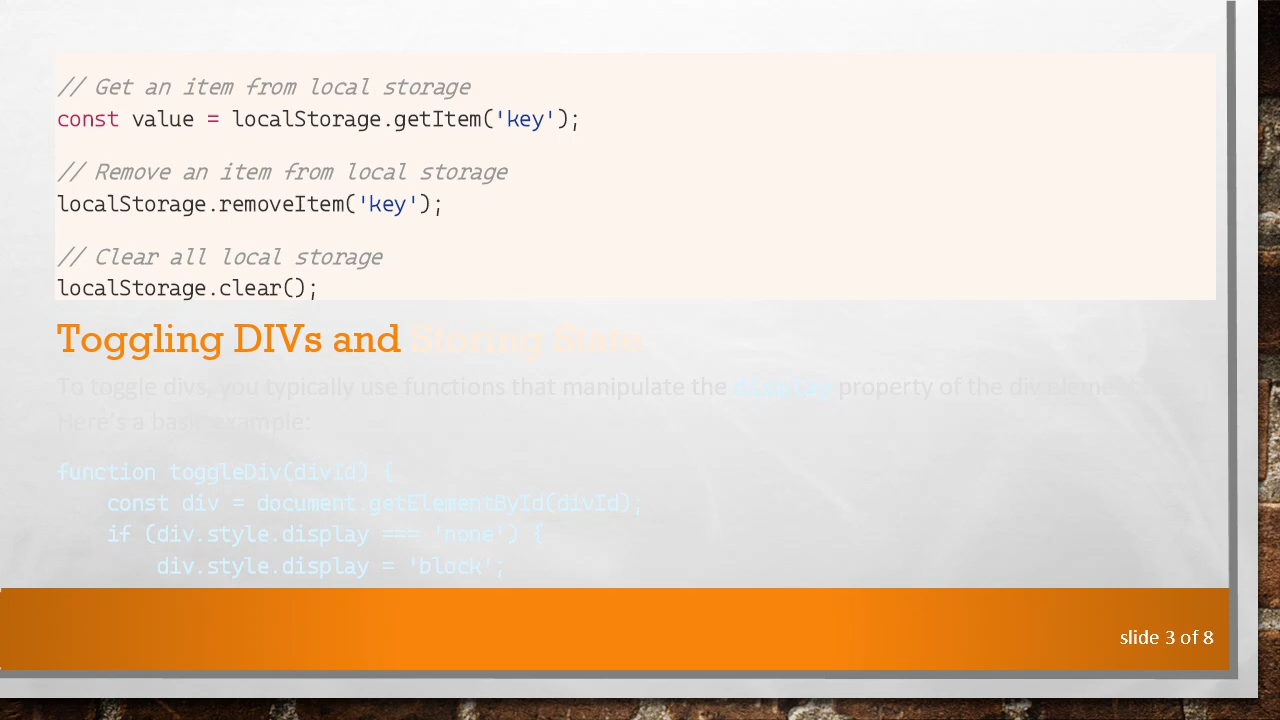 // Get an item from local storage
const value = localStorage.getItem('key');
// Remove an item from local storage
localStorage.removeItem('key');
// Clear all local storage
localStorage.clear();
Toggling DIVs and Storing State
To toggle divs, you typically use functions that manipulate the display property of the div element.
Here's a basic example:
function toggleDiv(divId) {
const div = document.getElementById(divId);
if (div.style.display === 'none') {
div.style.display = 'block';
slide 3 of 8